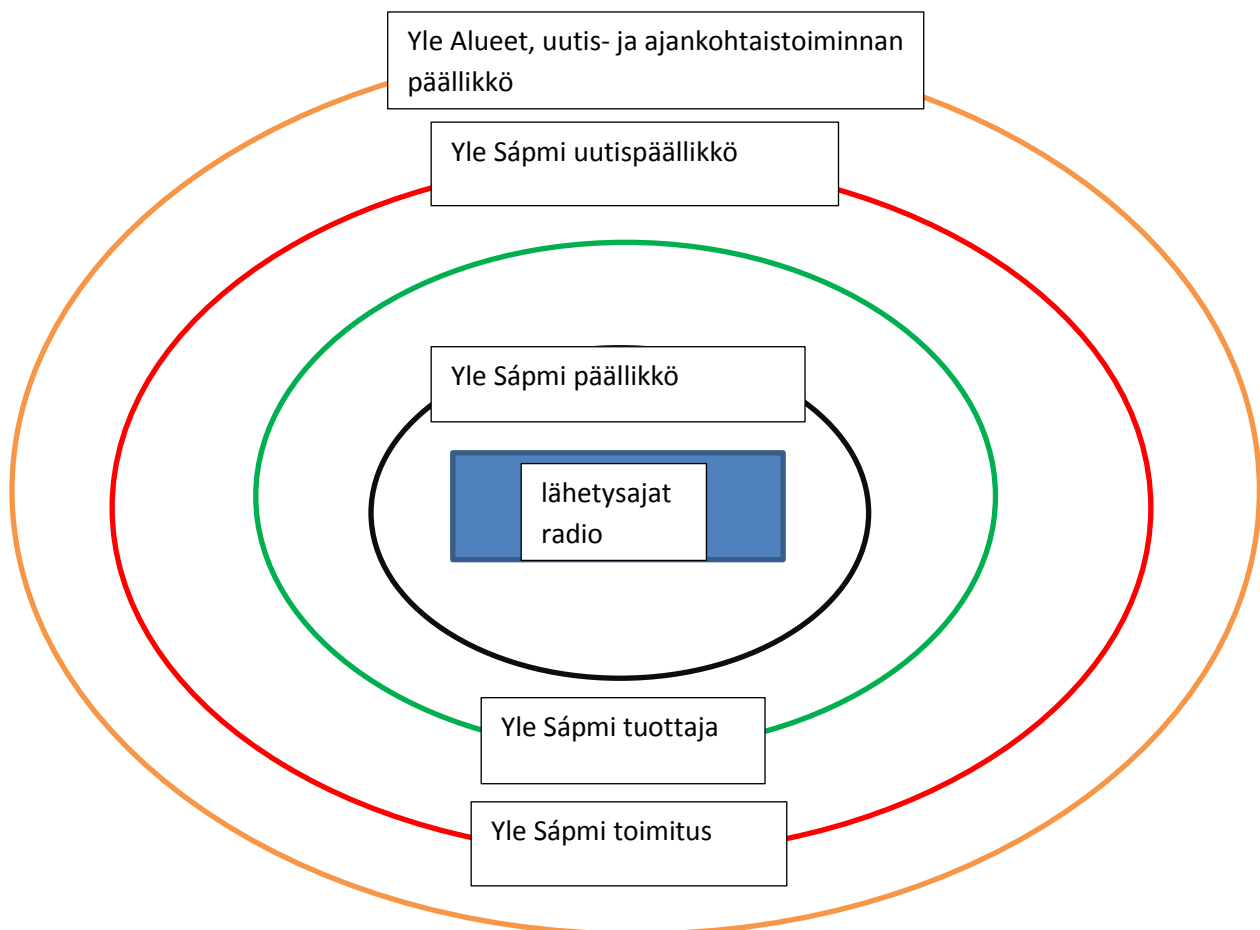 Yle Alueet, uutis- ja ajankohtaistoiminnan
päällikkö
Yle Sápmi uutispäällikkö
Yle Sápmi päällikkö
lähetysajat
radio
Yle Sápmi tuottaja
Yle Sápmi toimitus